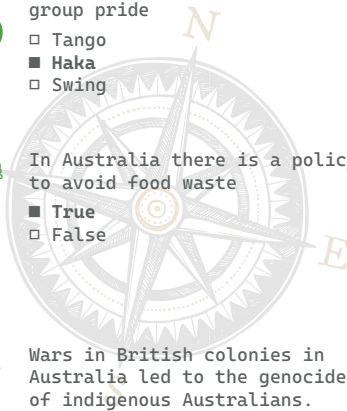 group pride
□ Tango
■ Haka
□ Swing
N
In Australia there is a polic
to avoid food waste
■ True
□ False
E
Wars in British colonies in
Australia led to the genocide
of indigenous Australians.